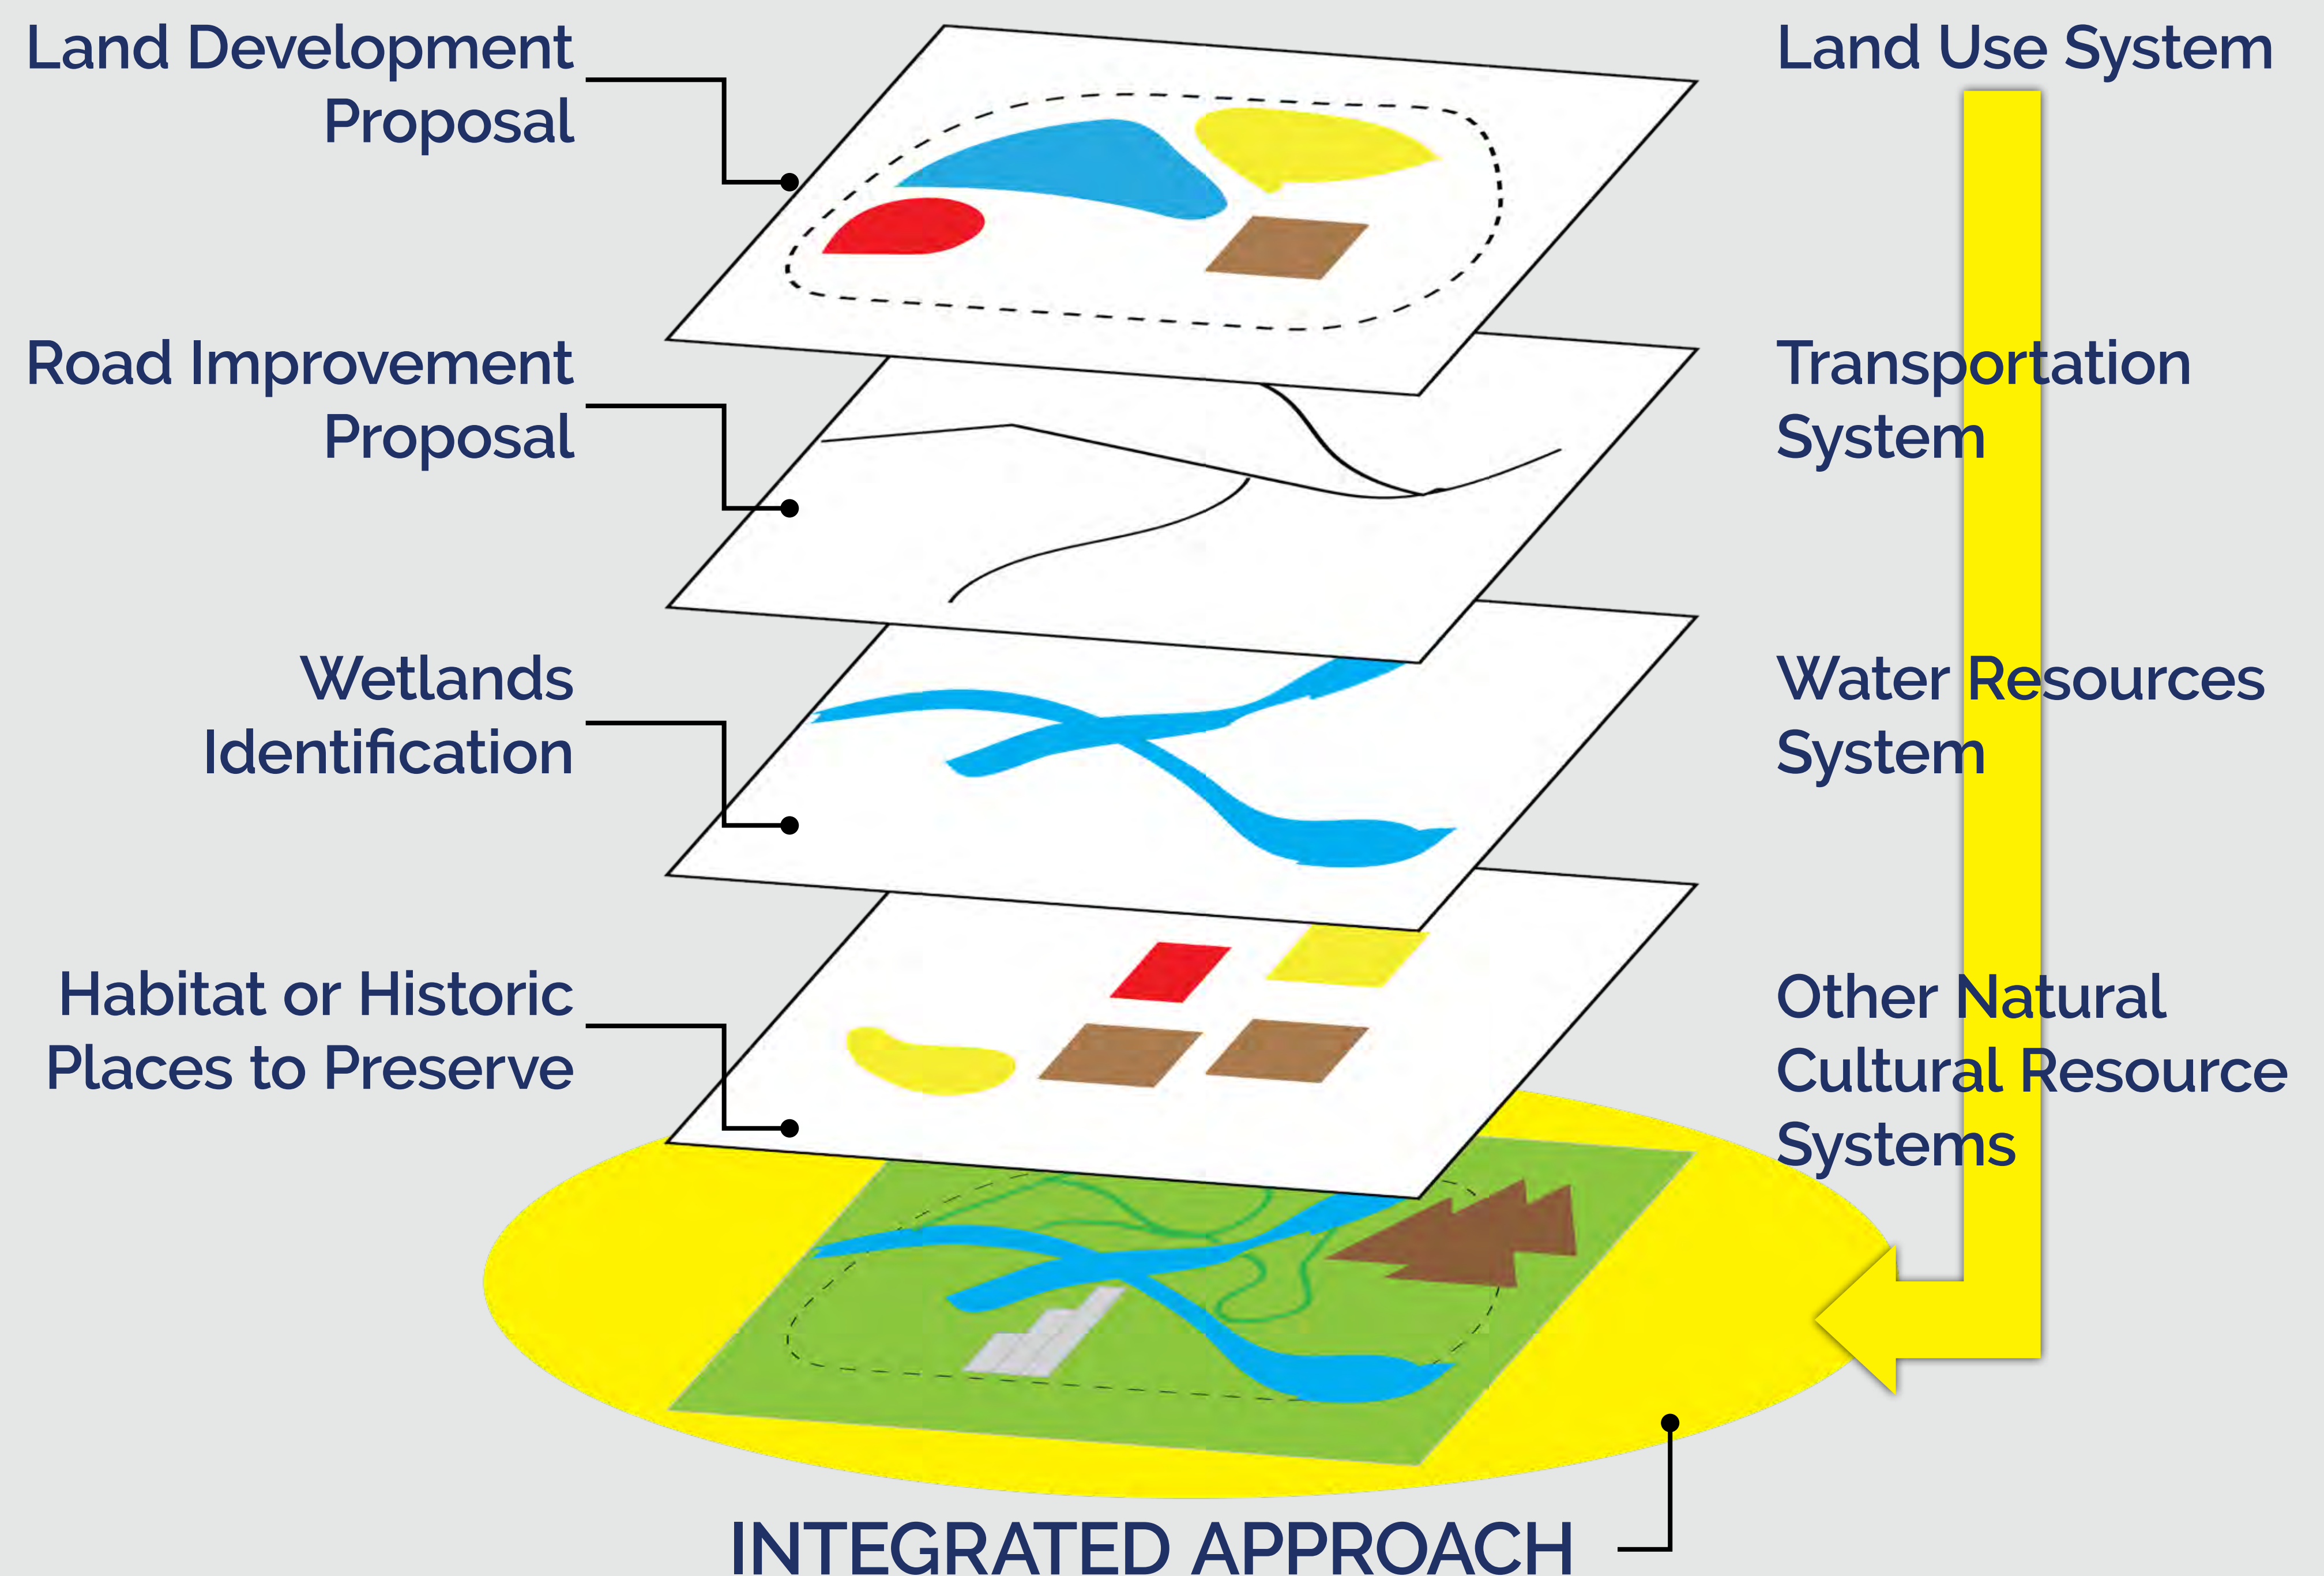 Land Development
Proposal
Land Use System
Road Improvement
Proposal
Transportation
System
Wetlands
Identification
Water Resources
System
Habitat or Historic
Places to Preserve
Other Natural
Cultural Resource
Systems
INTEGRATED APPROACH